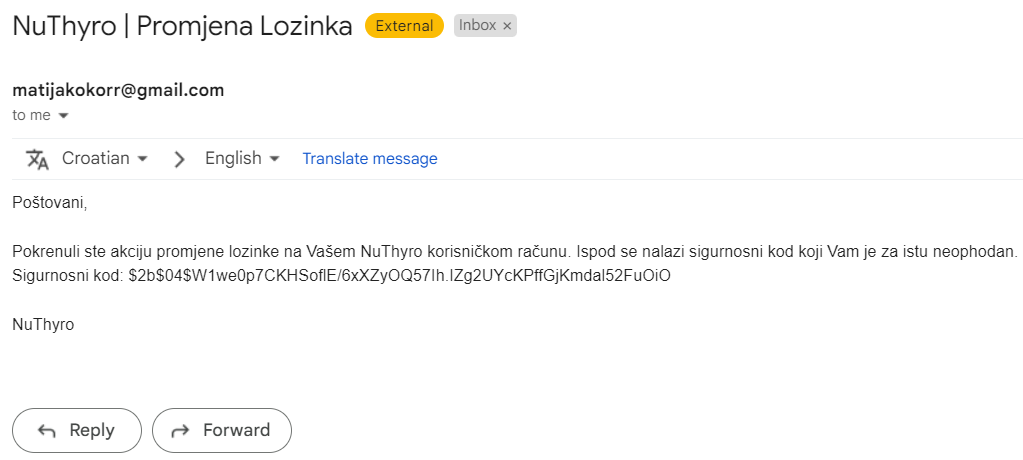 NuThyro | Promjena Lozinka External Inbox ×
matijakokorr@gmail.com
to me
Croatian > English Translate message
Poštovani,
Pokrenuli ste akciju promjene lozinke na Vašem NuThyro korisničkom računu. Ispod se nalazi sigurnosni kod koji Vam je za istu neophodan.
Sigurnosni kod: $2b$04$W1we0p7CKHSoflE/6xXZyOQ57Ih.IZg2UYcKPffGjKmdal52FuOiO
NuThyro
Reply Forward